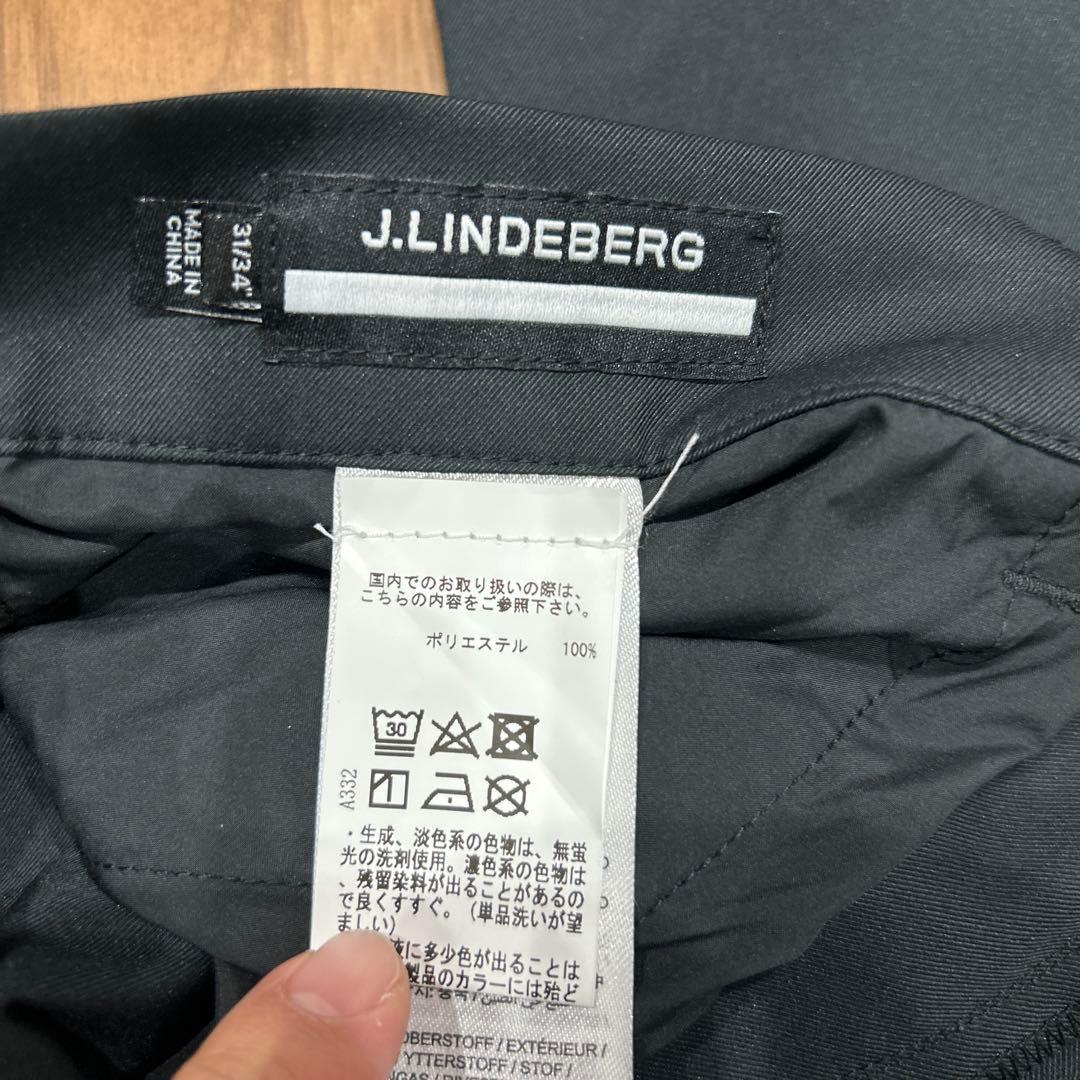 J.LINDEBERG
31/34"
MADE IN
CHINA
国内でのお取り扱いの際は、
こちらの内容をご参照下さい。
ポリエステル 100%
30
A332
・生成、淡色系の色物は、無蛍
光の洗剤使用。濃色系の色物は
、残留染料が出ることがあるの
で良くすすぐ。（単品洗いが望
ましい）
液に多少色が出ることは
製品のカラーには殆ど
OBERSTOFF / EXTÉRIEUR /
YTTERSTOFF / STOF /